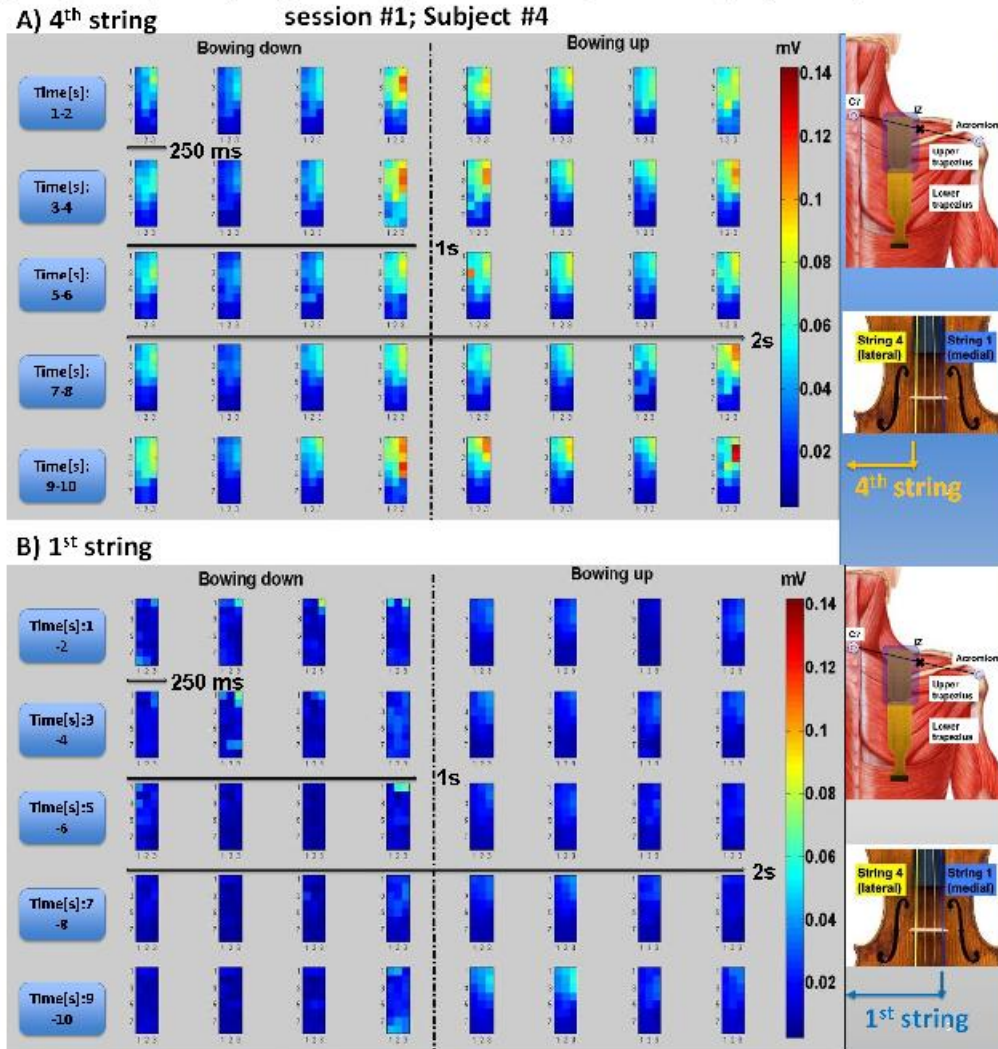 session #1; Subject #4
A) 4th string
Bowing down
Bowing up
mV
Time[s]:
1-2
250 ms
Time[s]:
3-4
1s
Time[s]:
5-6
2s
Time[s]:
7-8
Time[s]:
9-10
0.14
0.12
0.1
0.08
0.06
0.04
0.02
C7
IZ
Acromion
Upper
trapezius
Lower
trapezius
String 4
(lateral)
String 1
(medial)
4th string
B) 1st string
Bowing down
Bowing up
mV
Time[s]:1
-2
250 ms
Time[s]:3
-4
1s
Time[s]:5
-6
2s
Time[s]:7
-8
Time[s]:9
-10
0.14
0.12
0.1
0.08
0.06
0.04
0.02
C7
IZ
Acromion
Upper
trapezius
Lower
trapezius
String 4
(lateral)
String 1
(medial)
1st string